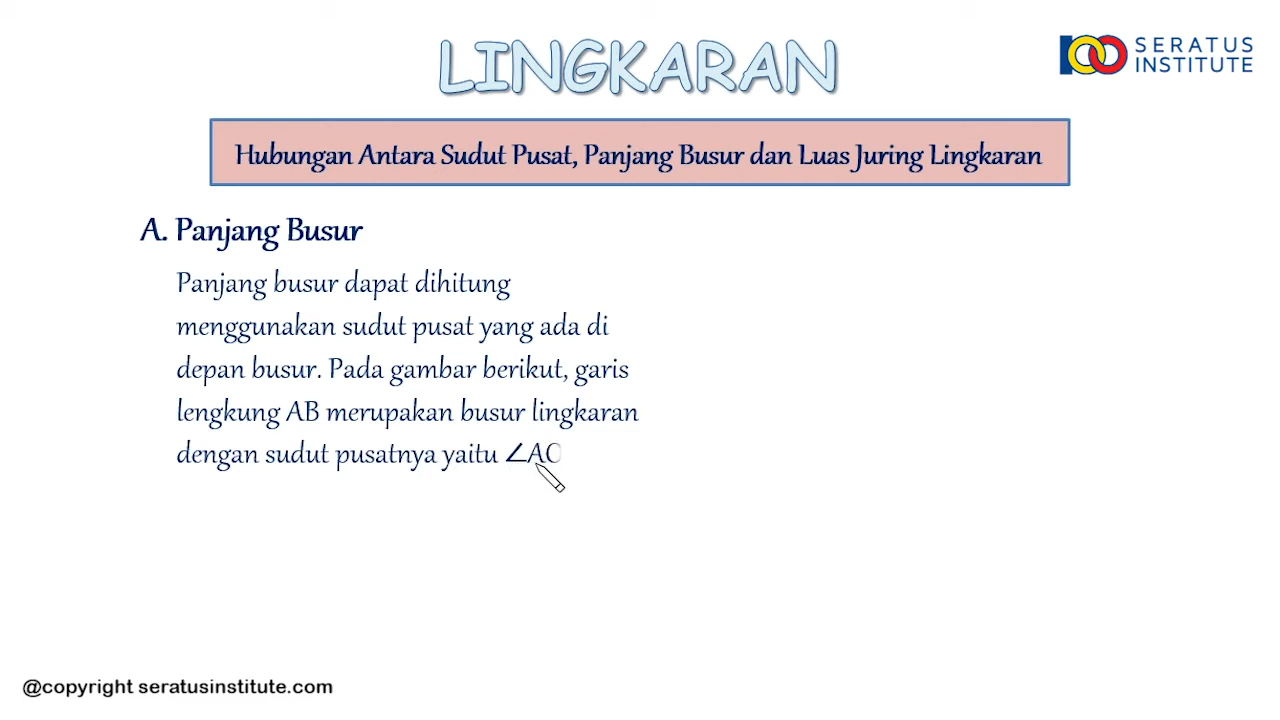 LINGKARAN
SERATUS
INSTITUTE
Hubungan Antara Sudut Pusat, Panjang Busur dan Luas Juring Lingkaran
A. Panjang Busur
Panjang busur dapat dihitung
menggunakan sudut pusat yang ada di
depan busur. Pada gambar berikut, garis
lengkung AB merupakan busur lingkaran
dengan sudut pusatnya yaitu ∠AO
@copyright seratusinstitute.com